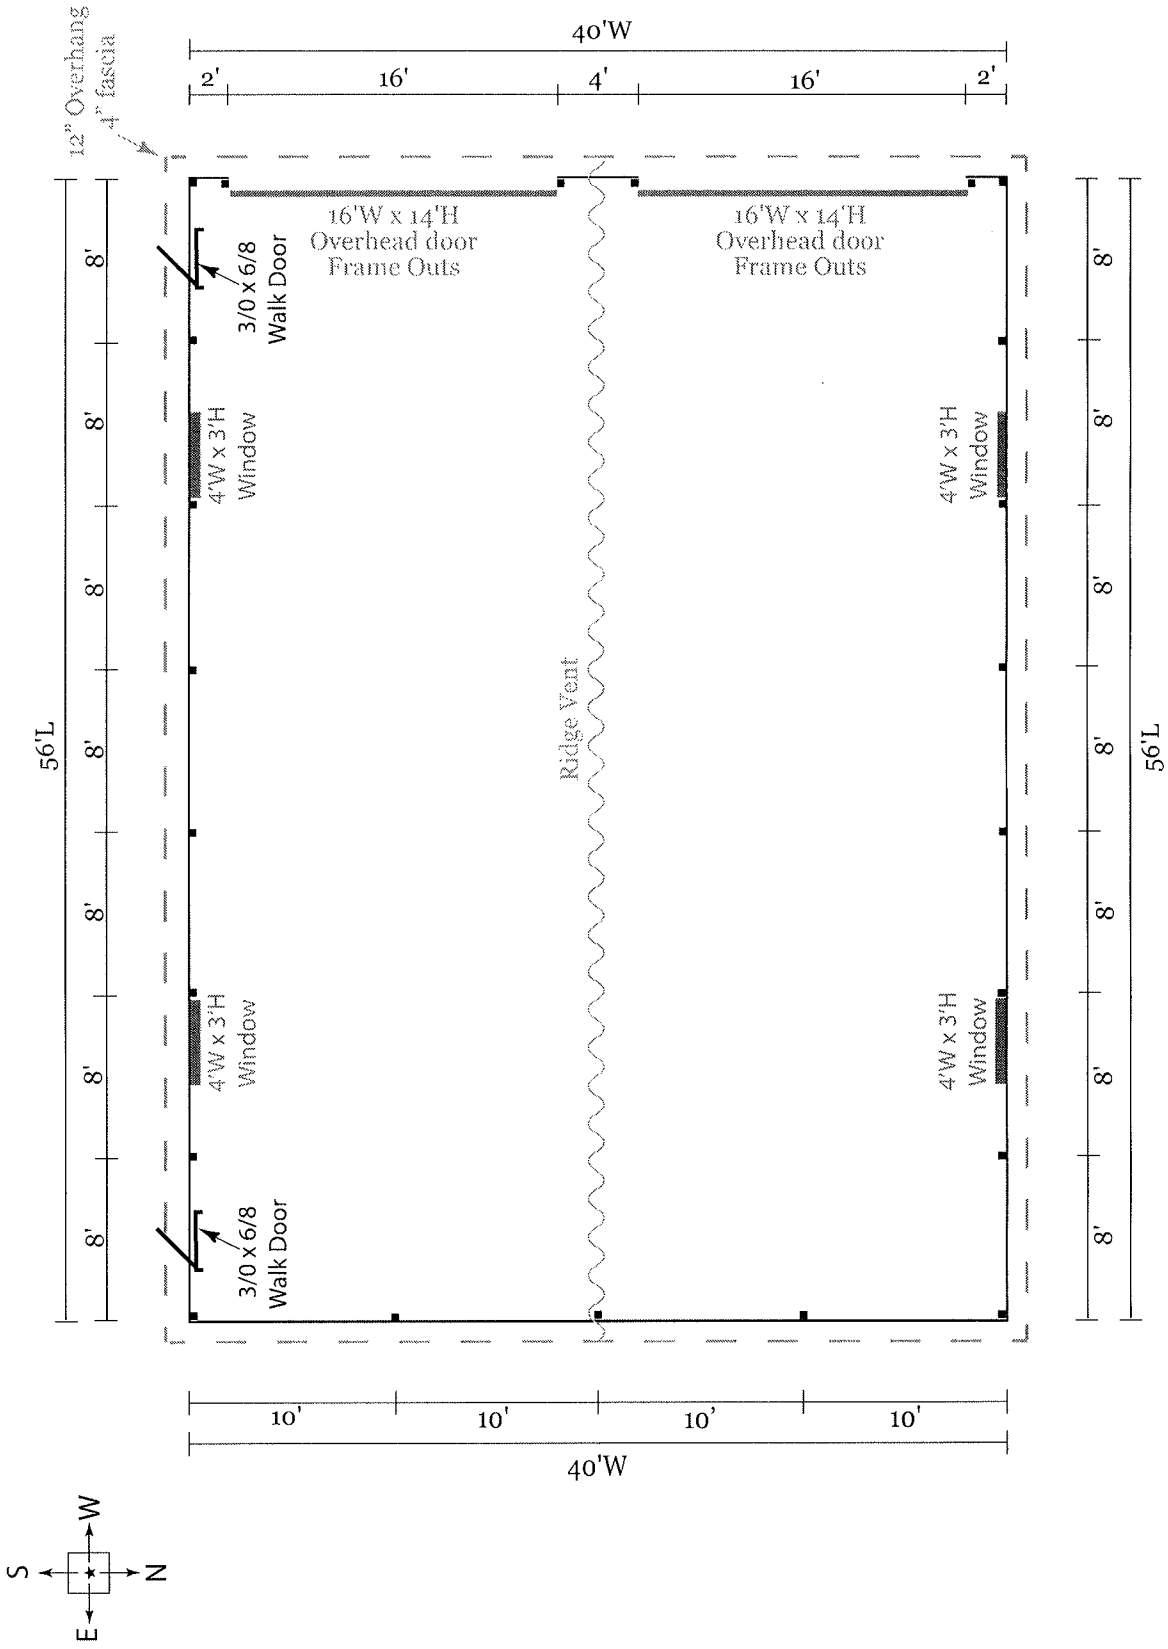 12” Overhang
4” fascia
40'W
2'
16'
4'
16'
2'
16'W x 14'H
Overhead door
Frame Outs
16'W x 14'H
Overhead door
Frame Outs
56'L
8'
8'
8'
8'
8'
8'
8'
3/0 x 6/8
Walk Door
4'W x 3'H
Window
4'W x 3'H
Window
3/0 x 6/8
Walk Door
Ridge Vent
4'W x 3'H
Window
4'W x 3'H
Window
8'
8'
8'
8'
8'
8'
8'
56'L
10'
10'
10’
10'
40'W
S
W
N
E